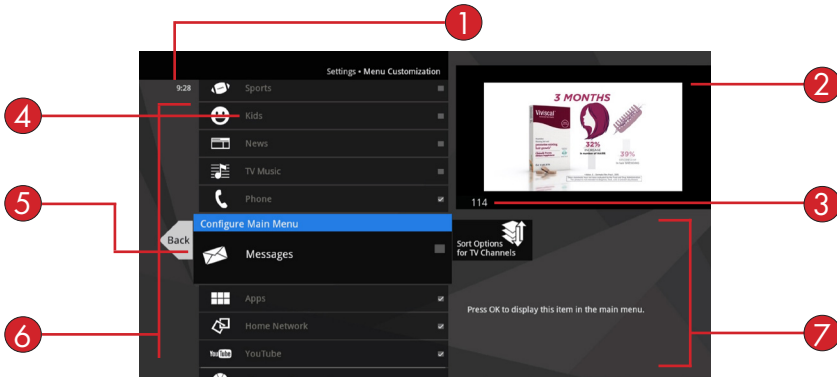 1
Settings • Menu Customization
9:28
Sports
2
3 MONTHS
Viviscal
32%
39%
4
Kids
News
TV Music
5
Phone
114
3
Configure Main Menu
Back
Messages
Sort Options
for TV Channels
Apps
Press OK to display this item in the main menu.
6
Home Network
7
YouTube
YouTube